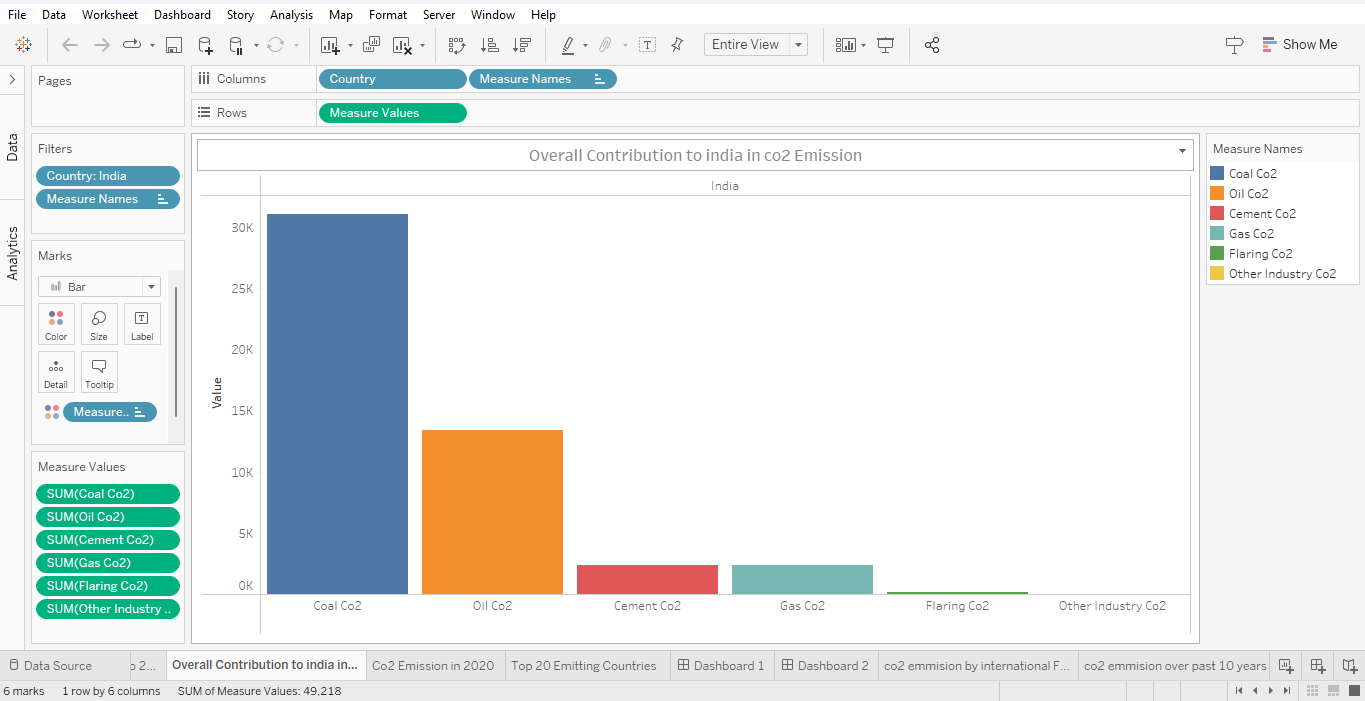 File Data Worksheet Dashboard Story Analysis Map Format Server Window Help
Entire View
Show Me
Data
Analytics
Pages
Filters
Country: India
Measure Names
Marks
Bar
Color Size Label
Detail Tooltip
Measure..
Measure Values
SUM(Coal Co2)
SUM(Oil Co2)
SUM(Cement Co2)
SUM(Gas Co2)
SUM(Flaring Co2)
SUM(Other Industry ..
Columns Country Measure Names
Rows Measure Values
Overall Contribution to india in co2 Emission
India
Value
30K
25K
20K
15K
10K
5K
0K
Coal Co2 Oil Co2 Cement Co2 Gas Co2 Flaring Co2 Other Industry Co2
Measure Names
Coal Co2
Oil Co2
Cement Co2
Gas Co2
Flaring Co2
Other Industry Co2
Data Source o 2... Overall Contribution to india in... Co2 Emission in 2020 Top 20 Emitting Countries Dashboard 1 Dashboard 2 co2 emmision by international F... co2 emmision over past 10 years
6 marks 1 row by 6 columns SUM of Measure Values: 49,218